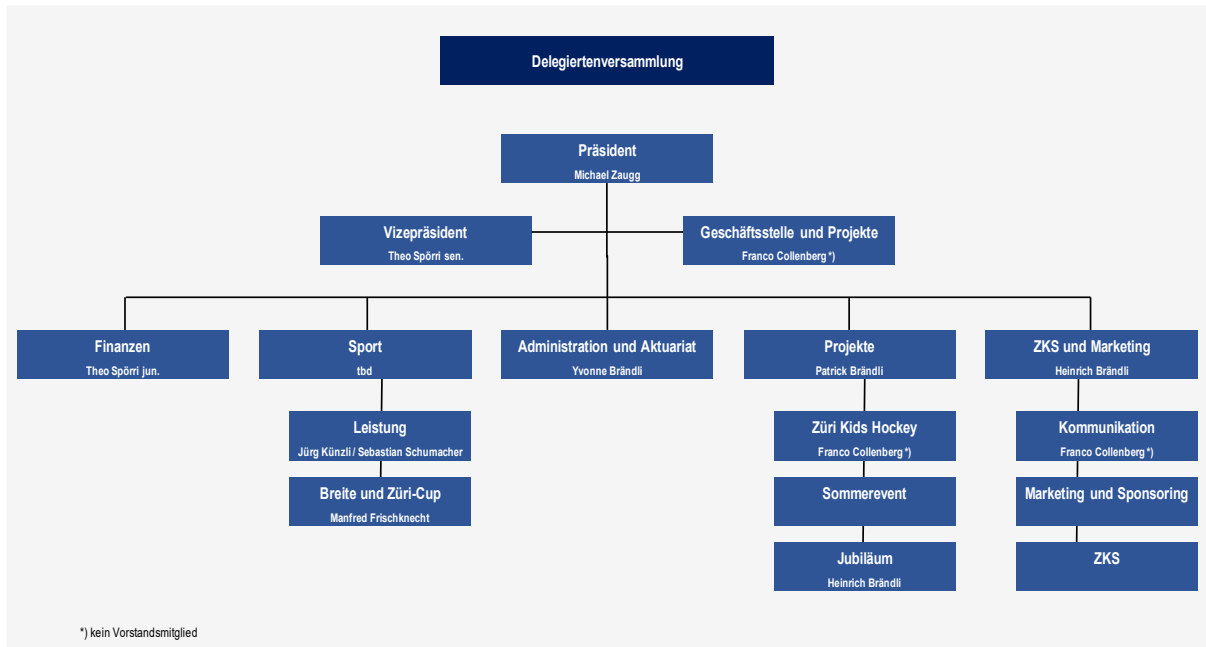 Delegiertenversammlung
Präsident
Michael Zaugg
Vizepräsident
Theo Spörri sen.
Geschäftsstelle und Projekte
Franco Collenberg *)
Finanzen
Theo Spörri jun.
Sport
tbd
Administration und Aktuariat
Yvonne Brändli
Projekte
Patrick Brändli
ZKS und Marketing
Heinrich Brändli
Leistung
Jürg Künzli / Sebastian Schumacher
Breite und Züri-Cup
Manfred Frischknecht
Züri Kids Hockey
Franco Collenberg *)
Sommerevent
Jubiläum
Heinrich Brändli
Kommunikation
Franco Collenberg *)
Marketing und Sponsoring
ZKS
*) kein Vorstandsmitglied